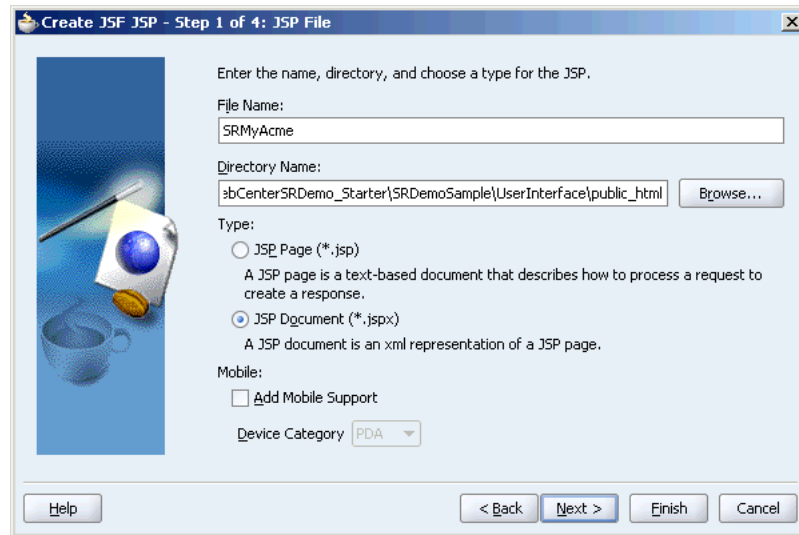 Create JSF JSP - Step 1 of 4: JSP File
Enter the name, directory, and choose a type for the JSP.
File Name:
SRMyAcme
Directory Name:
ebCenterSRDemo_Starter\SRDemoSample\UserInterface\public_html
Browse...
Type:
JSP Page (*.jsp)
A JSP page is a text-based document that describes how to process a request to
create a response.
JSP Document (*.jspx)
A JSP document is an xml representation of a JSP page.
Mobile:
Add Mobile Support
Device Category PDA
Help < Back Next > Finish Cancel